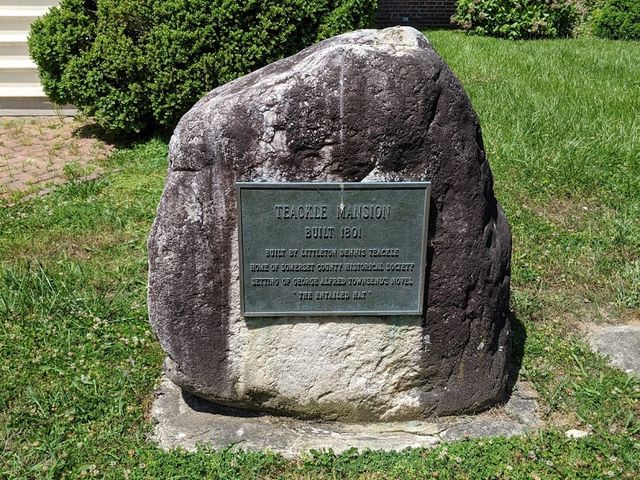 TEACKLE MANSION
BUILT 1801
BUILT BY LITTLETON DENNIS TEACKLE
HOME OF SOMERSET COUNTY HISTORICAL SOCIETY
SETTING OF GEORGE ALFRED TOWNSEND'S NOVEL
"THE ENTAILED HAT"